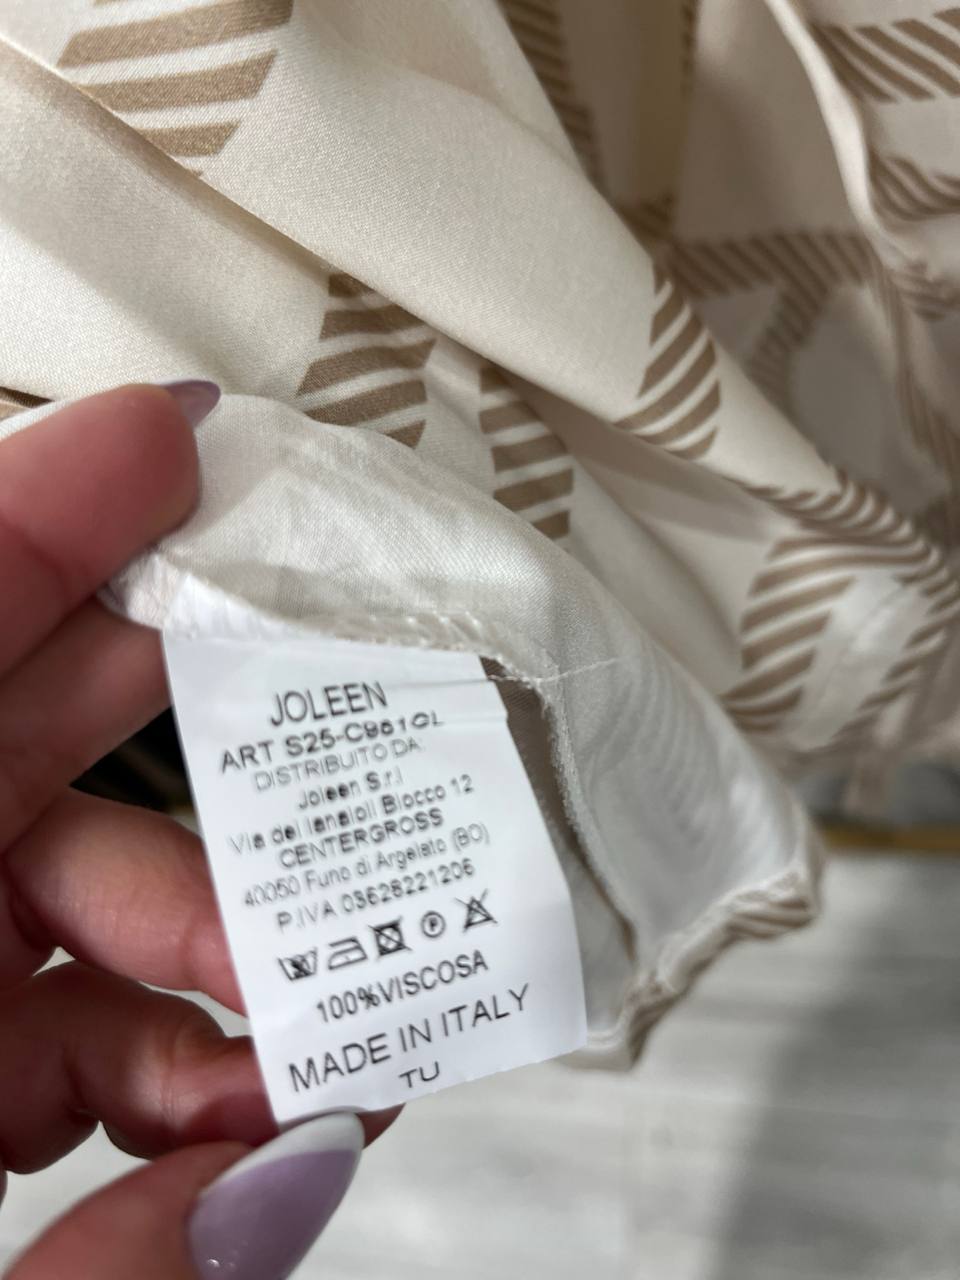 JOLEEN
ART S25-C9810L
DISTRIBUITO DA:
Joleen S.r.l
Via dei lanaioli Blocco 12
CENTERGROSS
40050 Funo di Argelato (BO)
P.IVA 03628221206
100%VISCOSA
MADE IN ITALY
TU